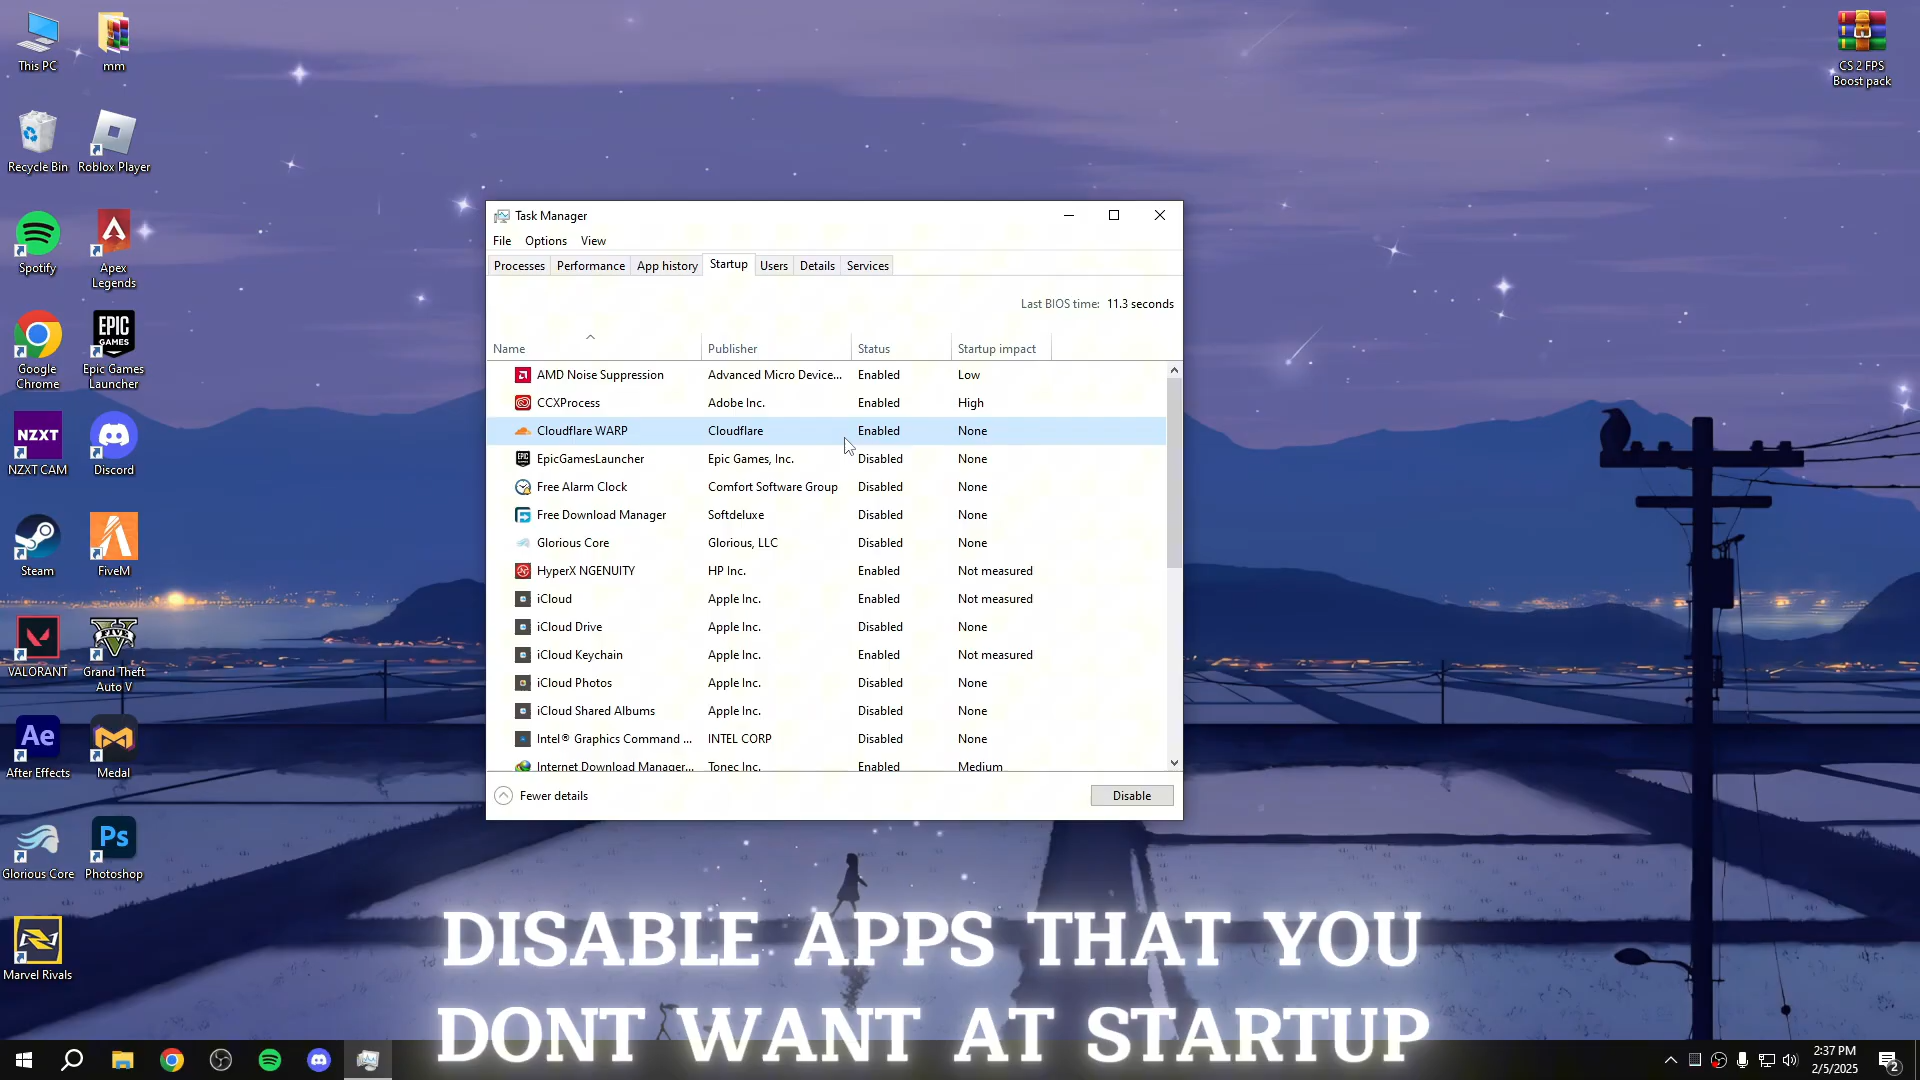 This PC
mm
CS 2 FPS
Boost pack
Recycle Bin
Roblox Player
Spotify
Apex
Legends
Google
Chrome
EPIC
GAMES
Epic Games
Launcher
NZXT
NZXT CAM
Discord
Steam
FiveM
VALORANT
FIVE
Grand Theft
Auto V
Ae
After Effects
Medal
Glorious Core
Ps
Photoshop
Marvel Rivals
Task Manager
File Options View
Processes Performance App history Startup Users Details Services
Last BIOS time: 11.3 seconds
Name Publisher Status Startup impact
AMD Noise Suppression Advanced Micro Device... Enabled Low
CCXProcess Adobe Inc. Enabled High
Cloudflare WARP Cloudflare Enabled None
EpicGamesLauncher Epic Games, Inc. Disabled None
Free Alarm Clock Comfort Software Group Disabled None
Free Download Manager Softdeluxe Disabled None
Glorious Core Glorious, LLC Disabled None
HyperX NGENUITY HP Inc. Enabled Not measured
iCloud Apple Inc. Enabled Not measured
iCloud Drive Apple Inc. Disabled None
iCloud Keychain Apple Inc. Enabled Not measured
iCloud Photos Apple Inc. Disabled None
iCloud Shared Albums Apple Inc. Disabled None
Intel® Graphics Command ... INTEL CORP Disabled None
Internet Download Manager... Tonec Inc. Enabled Medium
Fewer details Disable
DISABLE APPS THAT YOU
DONT WANT AT STARTUP
2:37 PM
2/5/2025
2